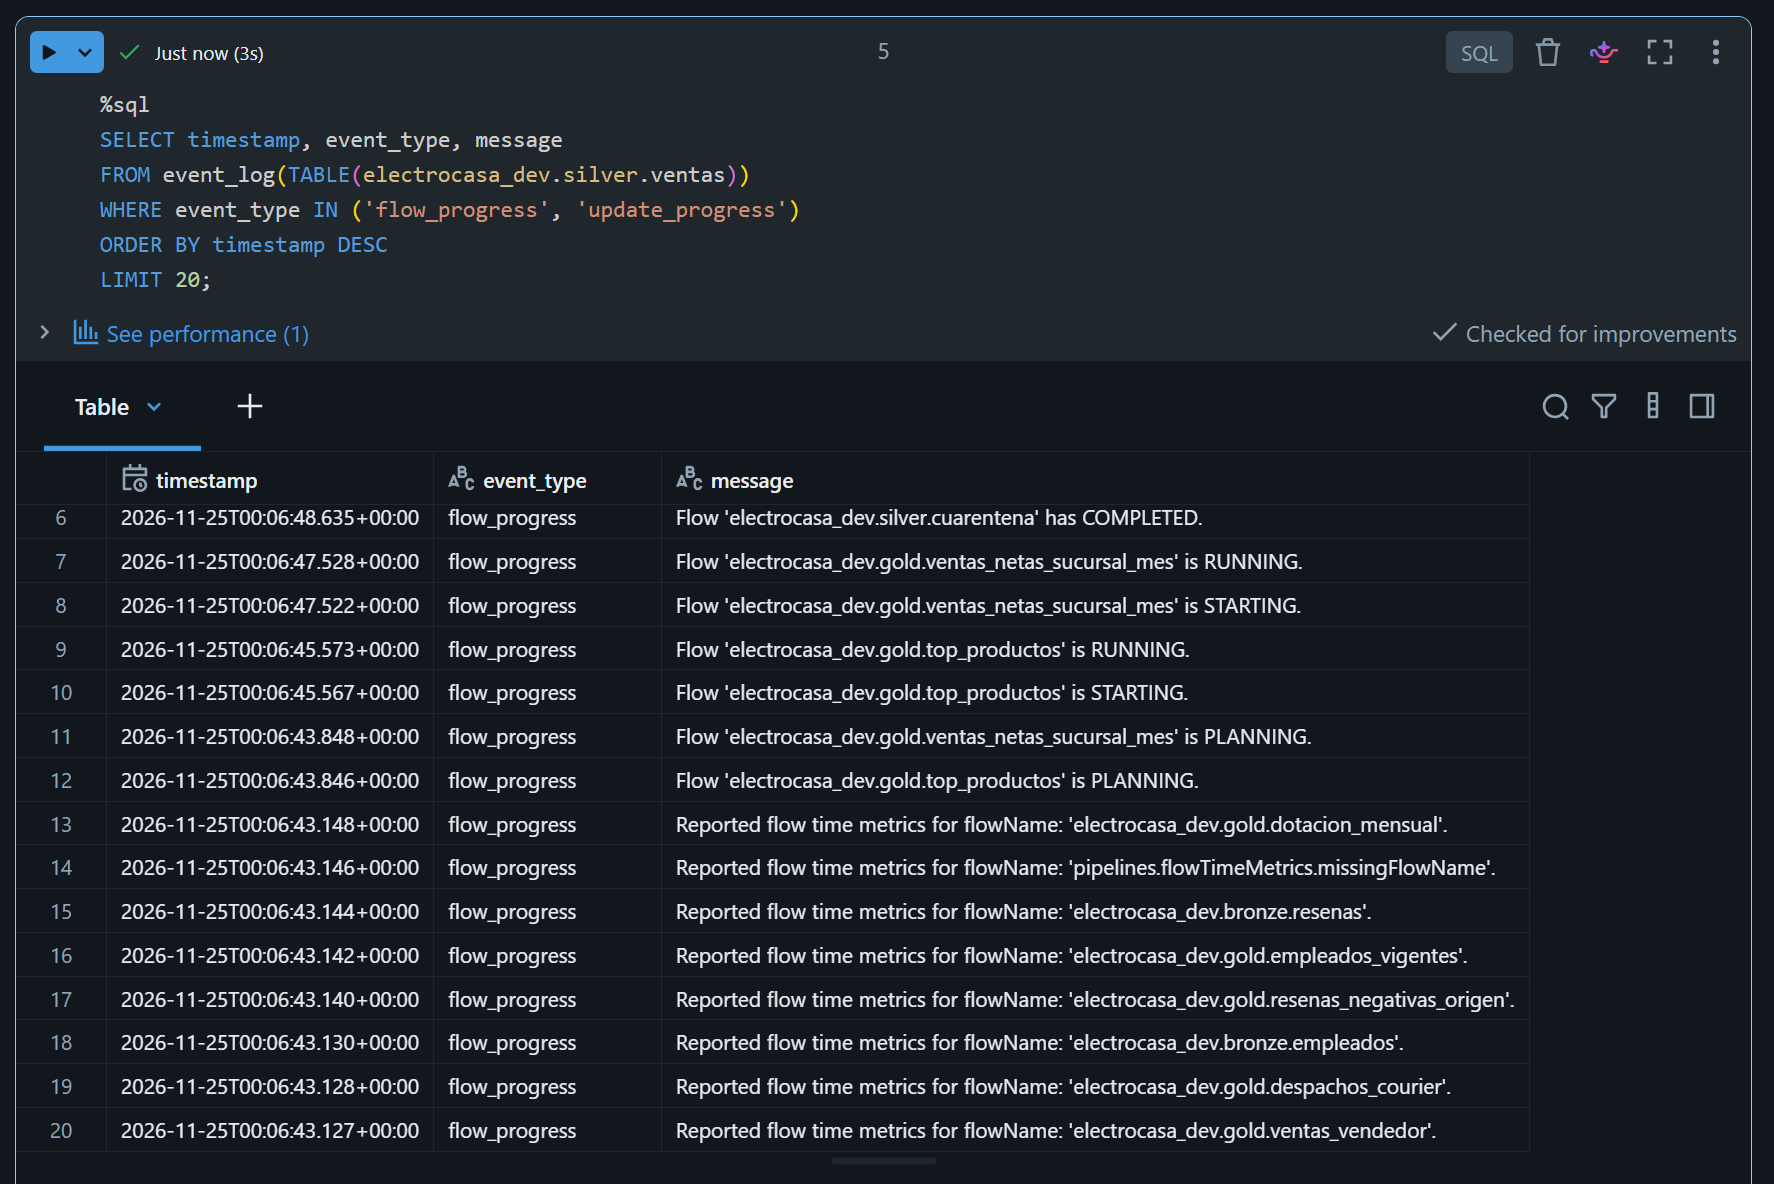 Just now (3s)
5
SQL
%sql
SELECT timestamp, event_type, message
FROM event_log(TABLE(electrocasa_dev.silver.ventas))
WHERE event_type IN ('flow_progress', 'update_progress')
ORDER BY timestamp DESC
LIMIT 20;
See performance (1)
Checked for improvements
Table
timestamp event_type message
6 2026-11-25T00:06:48.635+00:00 flow_progress Flow 'electrocasa_dev.silver.cuarentena' has COMPLETED.
7 2026-11-25T00:06:47.528+00:00 flow_progress Flow 'electrocasa_dev.gold.ventas_netas_sucursal_mes' is RUNNING.
8 2026-11-25T00:06:47.522+00:00 flow_progress Flow 'electrocasa_dev.gold.ventas_netas_sucursal_mes' is STARTING.
9 2026-11-25T00:06:45.573+00:00 flow_progress Flow 'electrocasa_dev.gold.top_productos' is RUNNING.
10 2026-11-25T00:06:45.567+00:00 flow_progress Flow 'electrocasa_dev.gold.top_productos' is STARTING.
11 2026-11-25T00:06:43.848+00:00 flow_progress Flow 'electrocasa_dev.gold.ventas_netas_sucursal_mes' is PLANNING.
12 2026-11-25T00:06:43.846+00:00 flow_progress Flow 'electrocasa_dev.gold.top_productos' is PLANNING.
13 2026-11-25T00:06:43.148+00:00 flow_progress Reported flow time metrics for flowName: 'electrocasa_dev.gold.dotacion_mensual'.
14 2026-11-25T00:06:43.146+00:00 flow_progress Reported flow time metrics for flowName: 'pipelines.flowTimeMetrics.missingFlowName'.
15 2026-11-25T00:06:43.144+00:00 flow_progress Reported flow time metrics for flowName: 'electrocasa_dev.bronze.resenas'.
16 2026-11-25T00:06:43.142+00:00 flow_progress Reported flow time metrics for flowName: 'electrocasa_dev.gold.empleados_vigentes'.
17 2026-11-25T00:06:43.140+00:00 flow_progress Reported flow time metrics for flowName: 'electrocasa_dev.gold.resenas_negativas_origen'.
18 2026-11-25T00:06:43.130+00:00 flow_progress Reported flow time metrics for flowName: 'electrocasa_dev.bronze.empleados'.
19 2026-11-25T00:06:43.128+00:00 flow_progress Reported flow time metrics for flowName: 'electrocasa_dev.gold.despachos_courier'.
20 2026-11-25T00:06:43.127+00:00 flow_progress Reported flow time metrics for flowName: 'electrocasa_dev.gold.ventas_vendedor'.